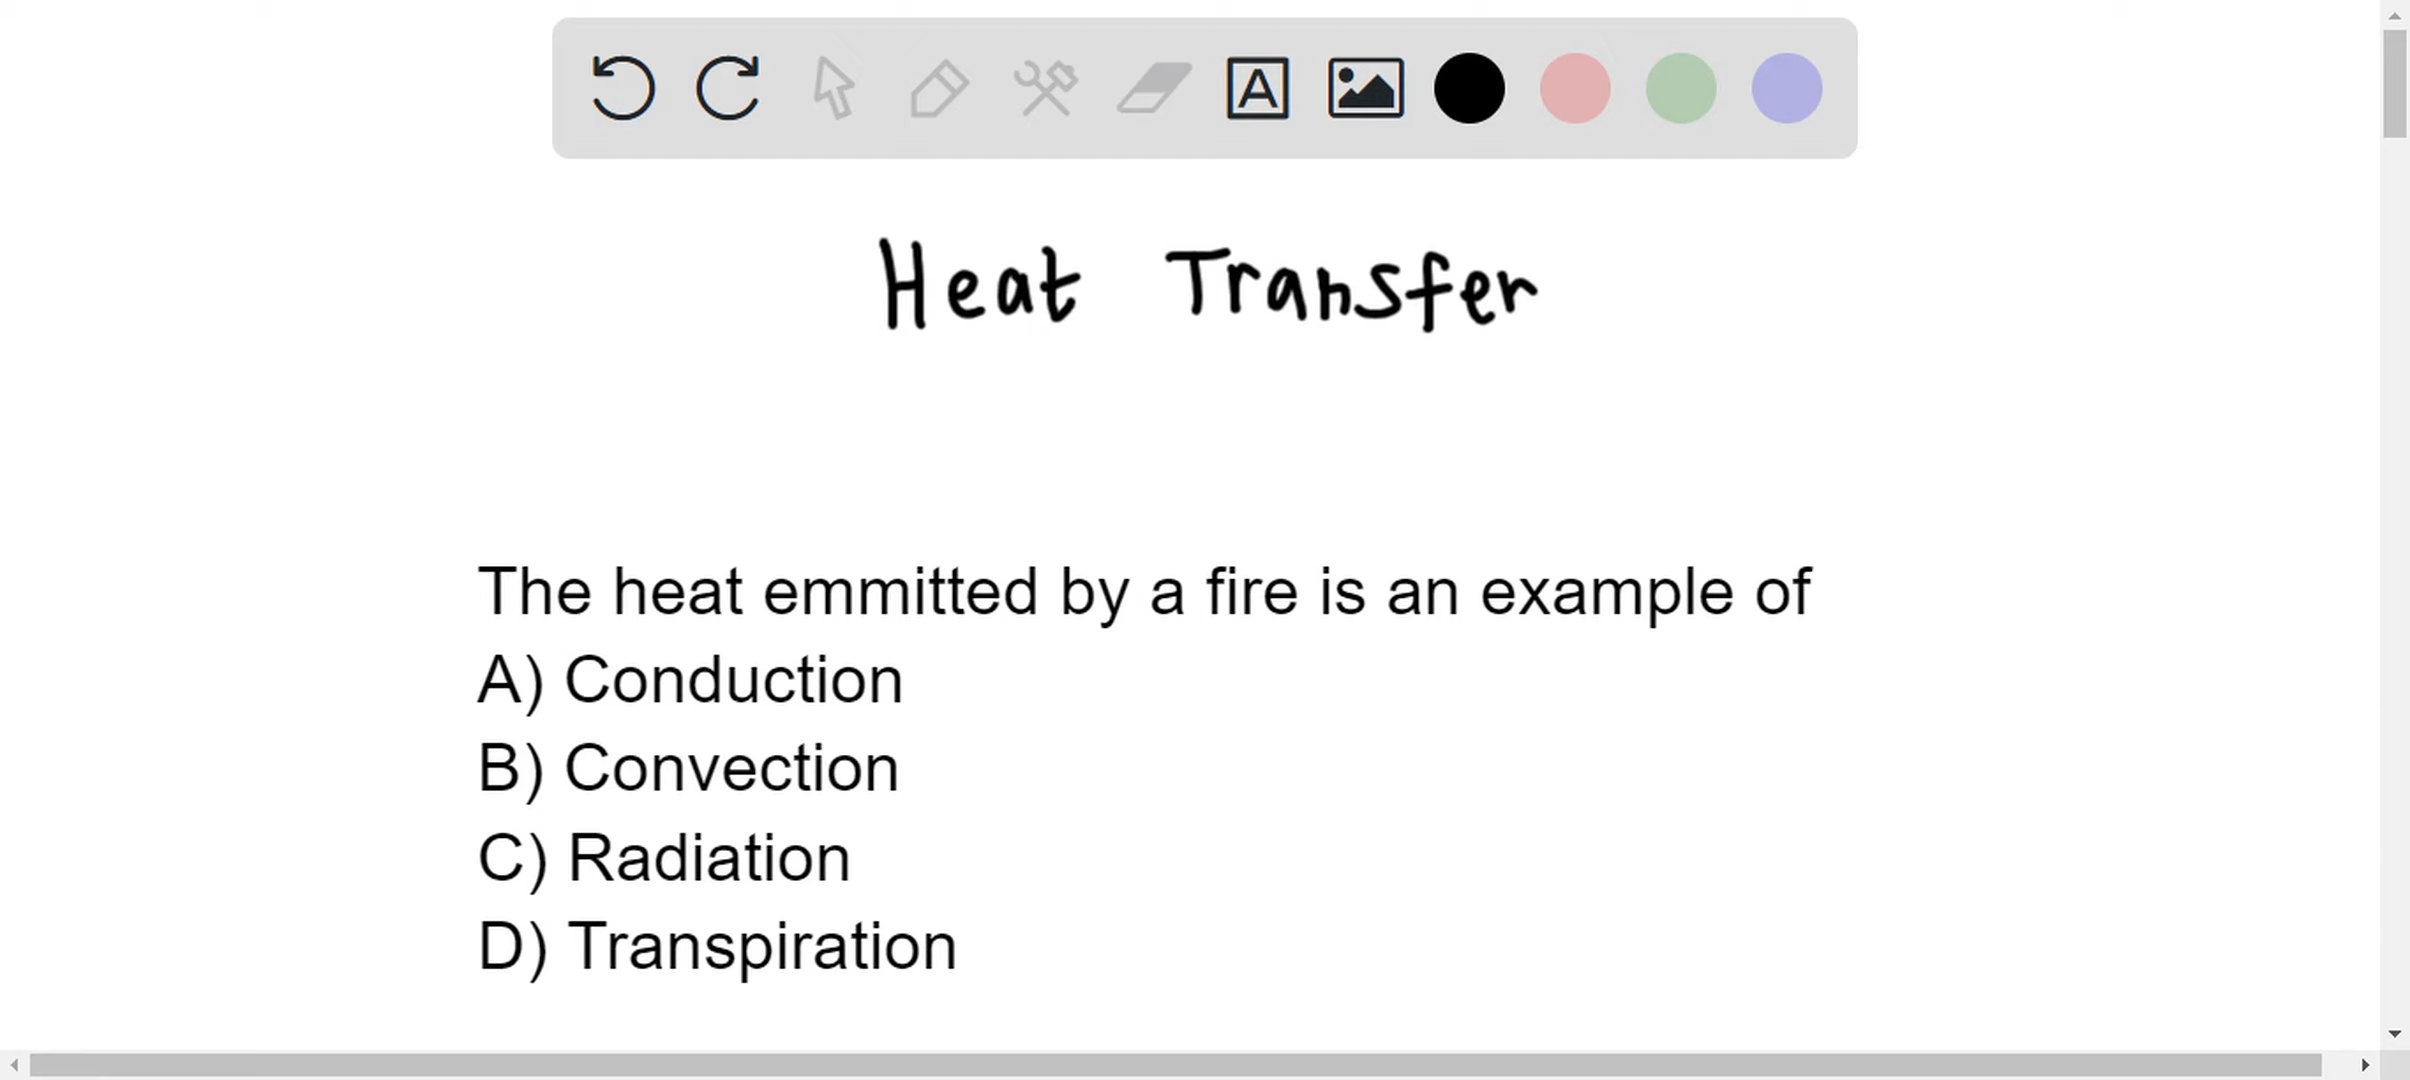 A
Heat Transfer
The heat emmitted by a fire is an example of
A) Conduction
B) Convection
C) Radiation
D) Transpiration